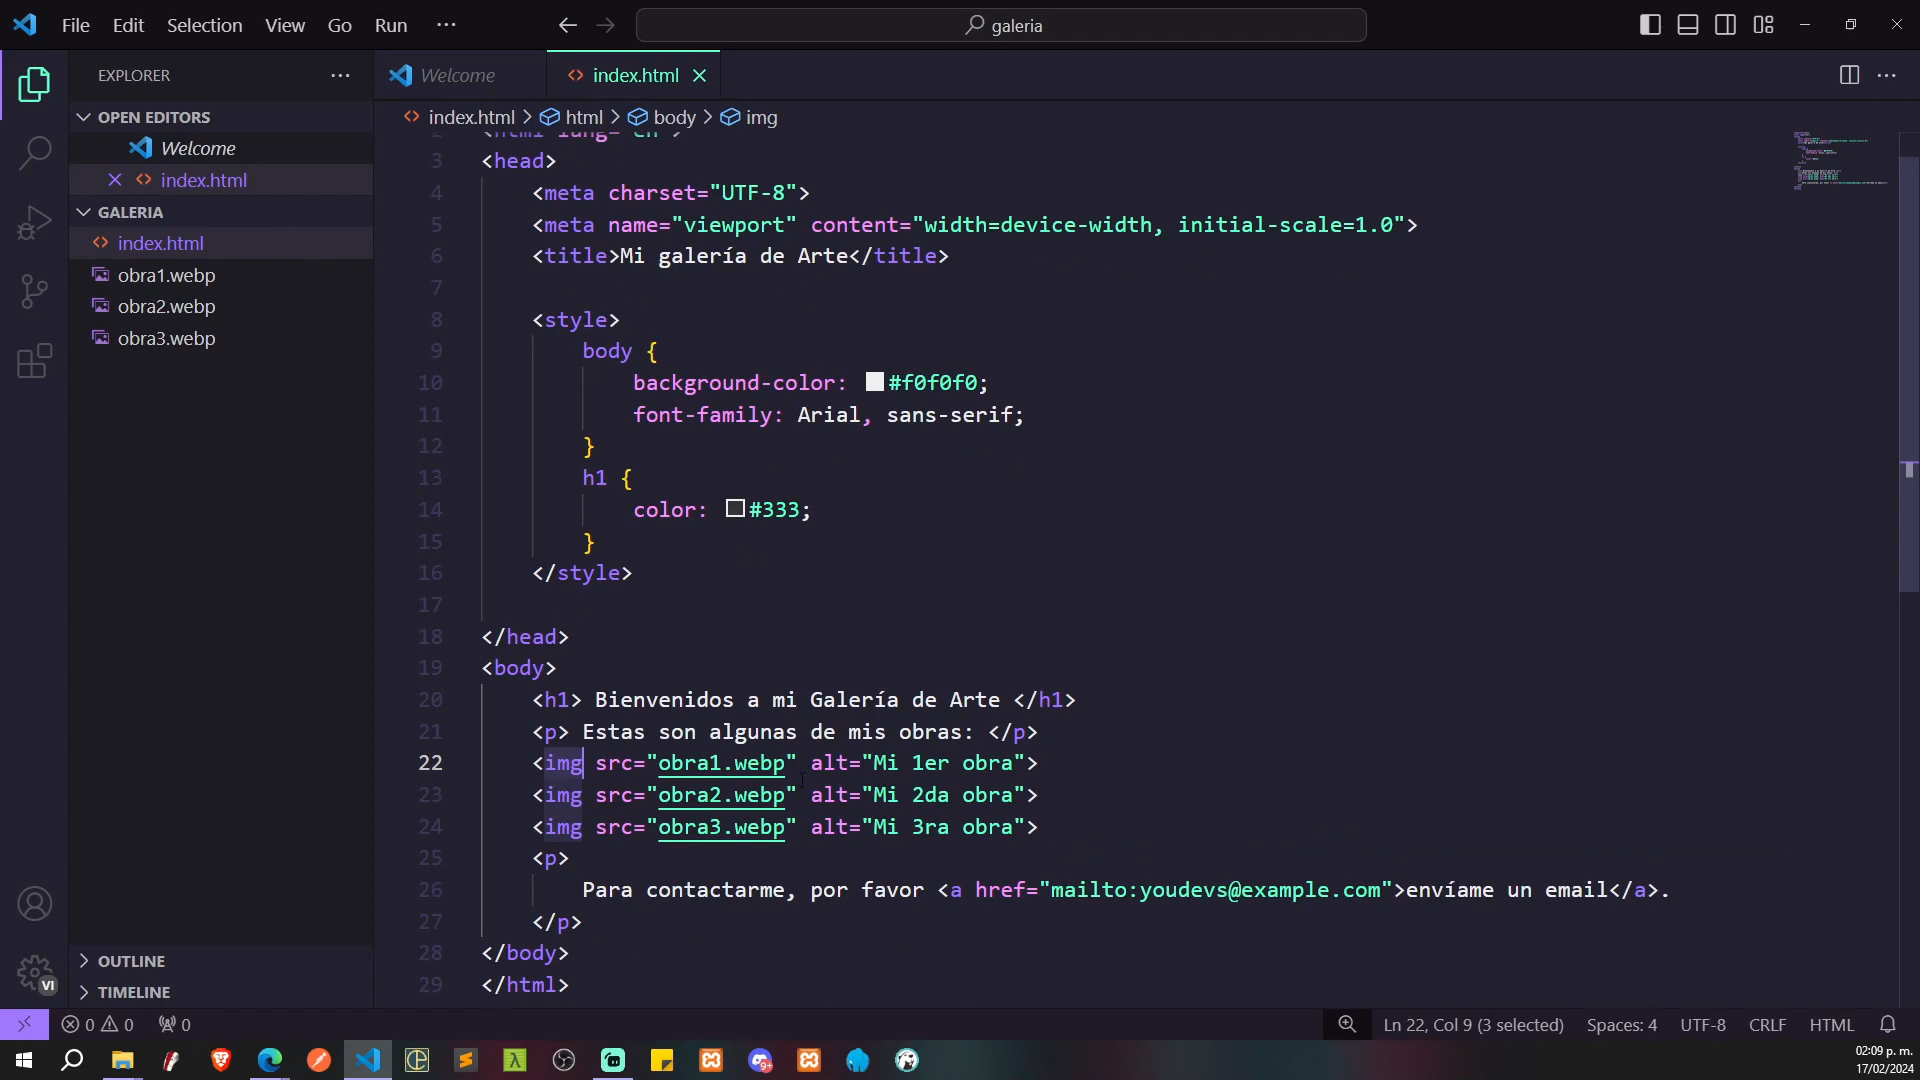 File Edit Selection View Go Run ··· galeria
EXPLORER ···
OPEN EDITORS
Welcome
index.html
GALERIA
index.html
obra1.webp
obra2.webp
obra3.webp
OUTLINE
TIMELINE
VI
Welcome index.html
index.html > html > body > img
2 <html lang="en">
3 <head>
4 <meta charset="UTF-8">
5 <meta name="viewport" content="width=device-width, initial-scale=1.0">
6 <title>Mi galería de Arte</title>
7
8 <style>
9 body {
10 background-color: #f0f0f0;
11 font-family: Arial, sans-serif;
12 }
13 h1 {
14 color: #333;
15 }
16 </style>
17
18 </head>
19 <body>
20 <h1> Bienvenidos a mi Galería de Arte </h1>
21 <p> Estas son algunas de mis obras: </p>
22 <img src="obra1.webp" alt="Mi 1er obra">
23 <img src="obra2.webp" alt="Mi 2da obra">
24 <img src="obra3.webp" alt="Mi 3ra obra">
25 <p>
26 Para contactarme, por favor <a href="mailto:youdevs@example.com">envíame un email</a>.
27 </p>
28 </body>
29 </html>
0 0 0 Ln 22, Col 9 (3 selected) Spaces: 4 UTF-8 CRLF HTML
9+
02:09 p. m.
17/02/2024